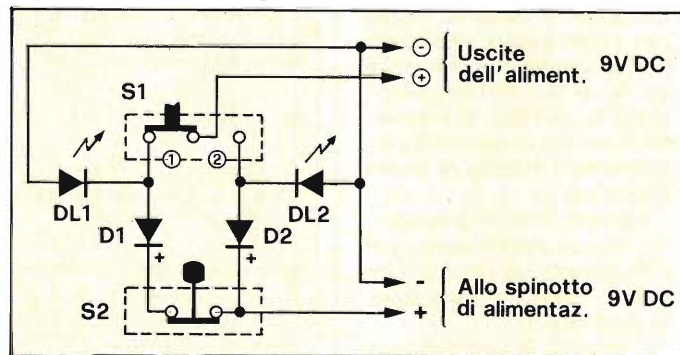 ⊖
Uscite
dell'aliment. 9V DC
⊕
S1
① ②
DL1 DL2
D1 D2
+ +
-
Allo spinotto
di alimentaz. 9V DC
+
S2